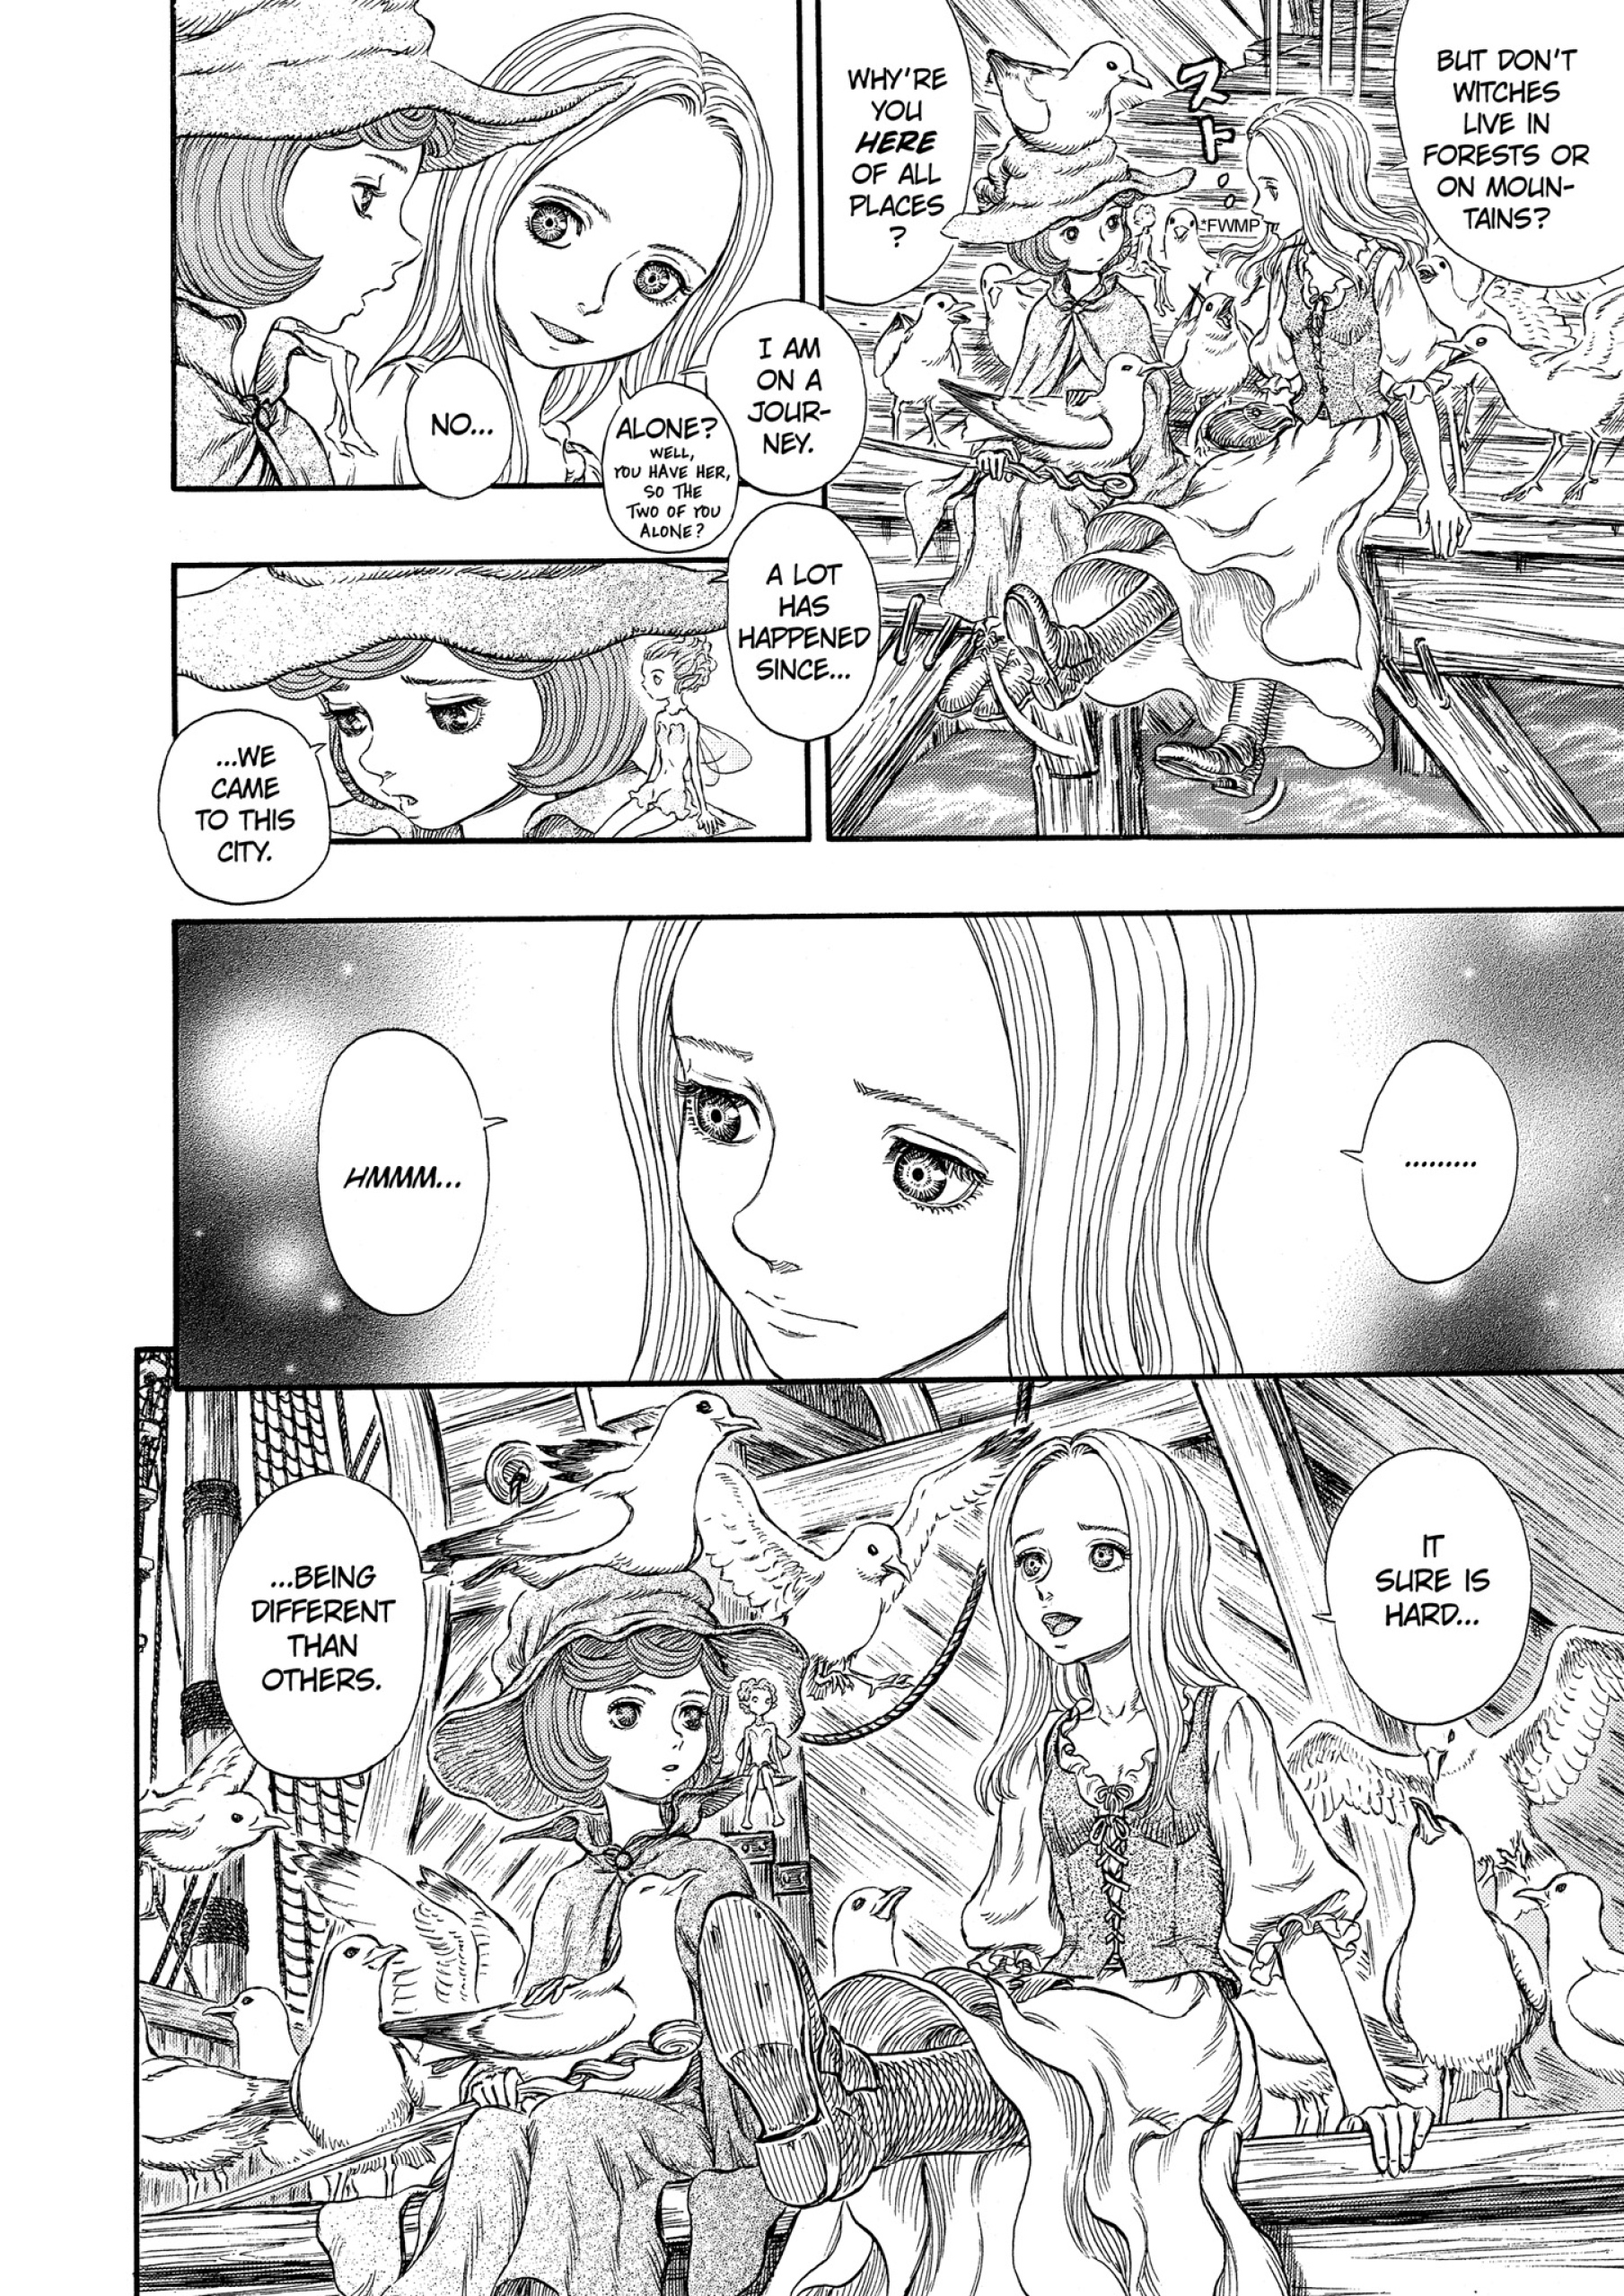 BUT DON'T
WITCHES
LIVE IN
FORESTS OR
ON MOUN-
TAINS?
スト
*FWMP
WHY'RE
YOU
HERE
OF ALL
PLACES
?
I AM
ON A
JOUR-
NEY.
ALONE?
WELL,
YOU HAVE HER,
SO THE
TWO OF YOU
ALONE?
NO...
A LOT
HAS
HAPPENED
SINCE...
...WE
CAME
TO THIS
CITY.
.........
HMMM...
IT
SURE IS
HARD...
...BEING
DIFFERENT
THAN
OTHERS.